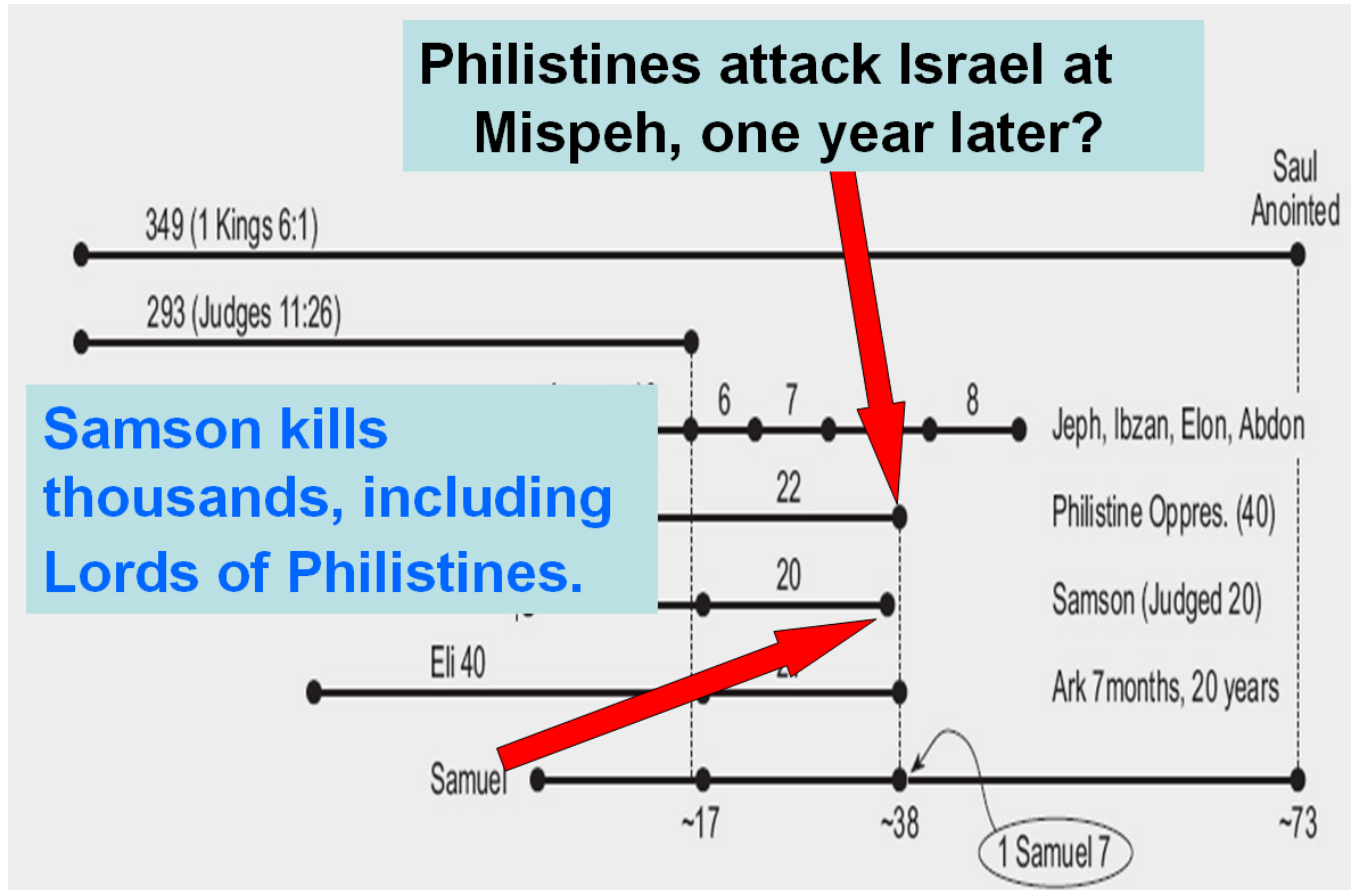 Philistines attack Israel at
Mispeh, one year later?
Saul
Anointed
349 (1 Kings 6:1)
293 (Judges 11:26)
Samson kills
thousands, including
Lords of Philistines.
6 7 8 Jeph, Ibzan, Elon, Abdon
22 Philistine Oppres. (40)
20 Samson (Judged 20)
Eli 40 Ark 7months, 20 years
Samuel
~17 ~38 ~73
1 Samuel 7